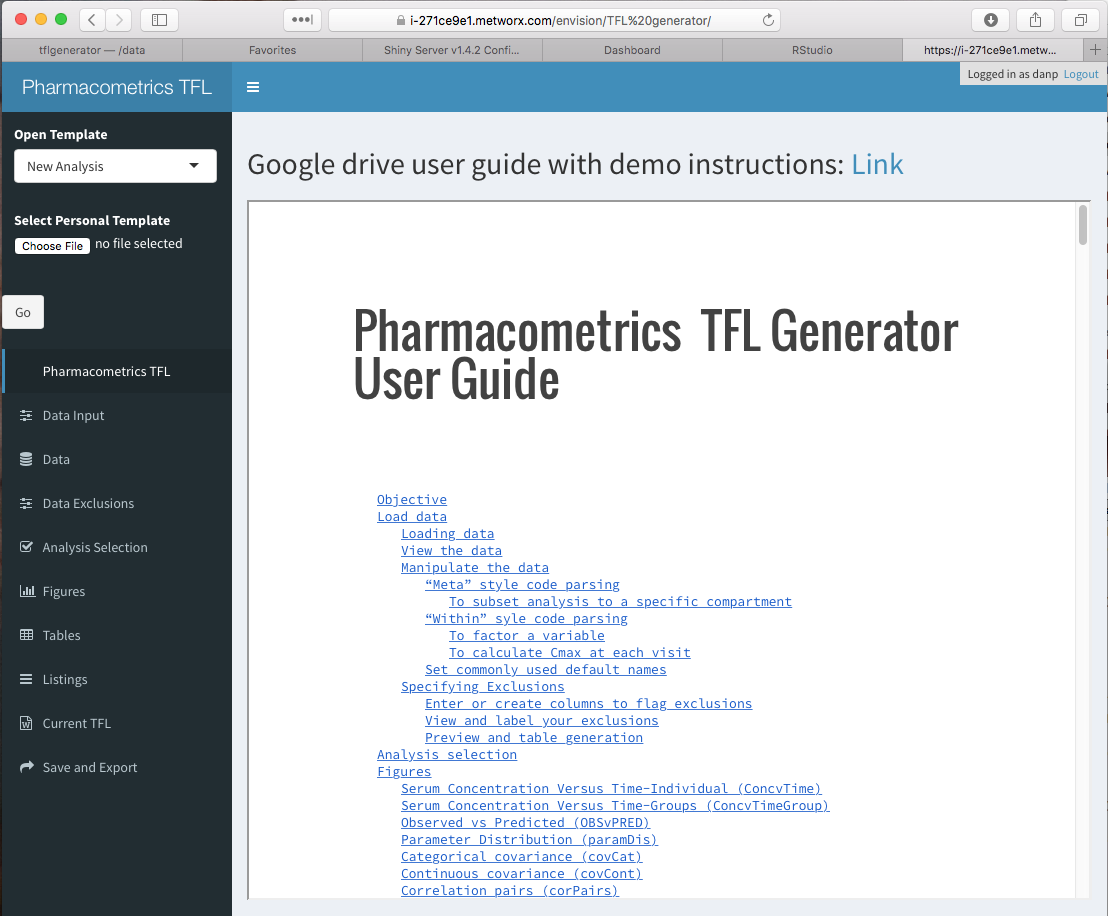 i-271ce9e1.metworx.com/envision/TFL%20generator/
tflgenerator — /data
Favorites
Shiny Server v1.4.2 Confi...
Dashboard
RStudio
https://i-271ce9e1.metw...
Pharmacometrics TFL
Logged in as danp Logout
Open Template
New Analysis
Select Personal Template
Choose File no file selected
Go
Pharmacometrics TFL
Data Input
Data
Data Exclusions
Analysis Selection
Figures
Tables
Listings
Current TFL
Save and Export
Google drive user guide with demo instructions: Link
Pharmacometrics TFL Generator
User Guide
Objective
Load data
Loading data
View the data
Manipulate the data
“Meta” style code parsing
To subset analysis to a specific compartment
“Within” syle code parsing
To factor a variable
To calculate Cmax at each visit
Set commonly used default names
Specifying Exclusions
Enter or create columns to flag exclusions
View and label your exclusions
Preview and table generation
Analysis selection
Figures
Serum Concentration Versus Time-Individual (ConcvTime)
Serum Concentration Versus Time-Groups (ConcvTimeGroup)
Observed vs Predicted (OBSvPRED)
Parameter Distribution (paramDis)
Categorical covariance (covCat)
Continuous covariance (covCont)
Correlation pairs (corPairs)